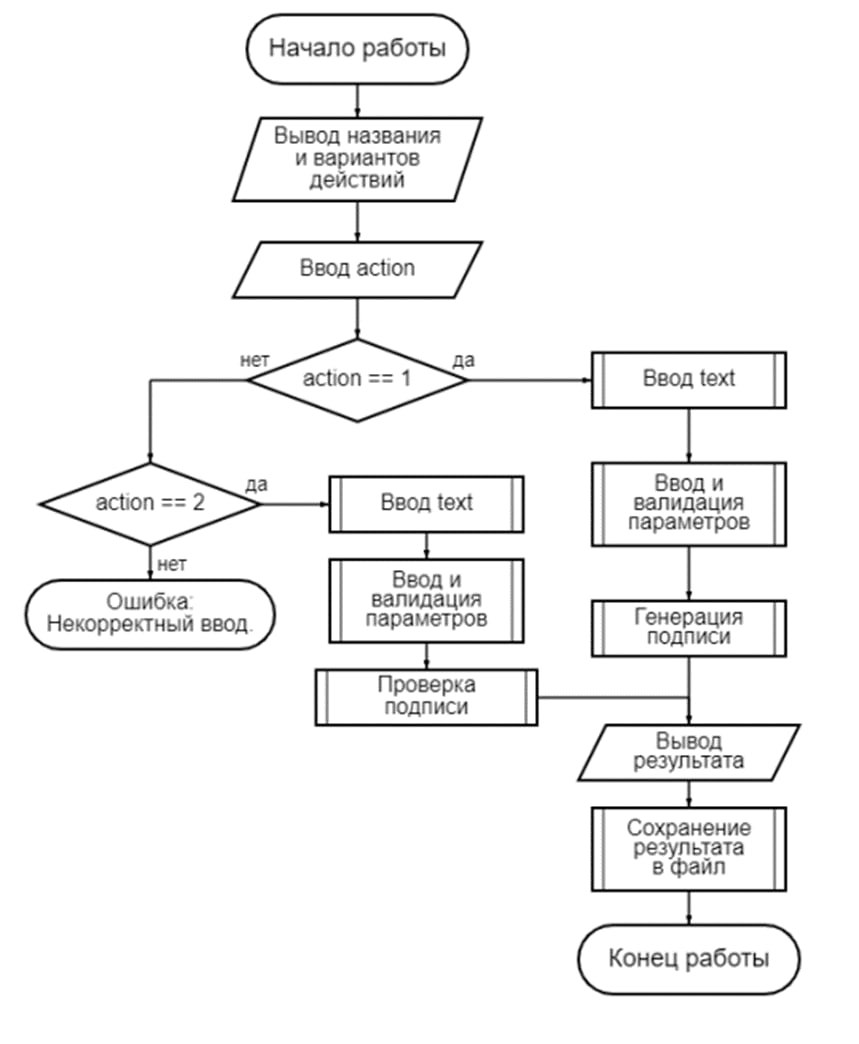 Начало работы
Вывод названия
и вариантов
действий
Ввод action
нет
да
action == 1
Ввод text
action == 2
да
Ввод text
Ввод и
валидация
параметров
нет
Ошибка:
Некорректный ввод.
Ввод и
валидация
параметров
Генерация
подписи
Проверка
подписи
Вывод
результата
Сохранение
результата
в файл
Конец работы